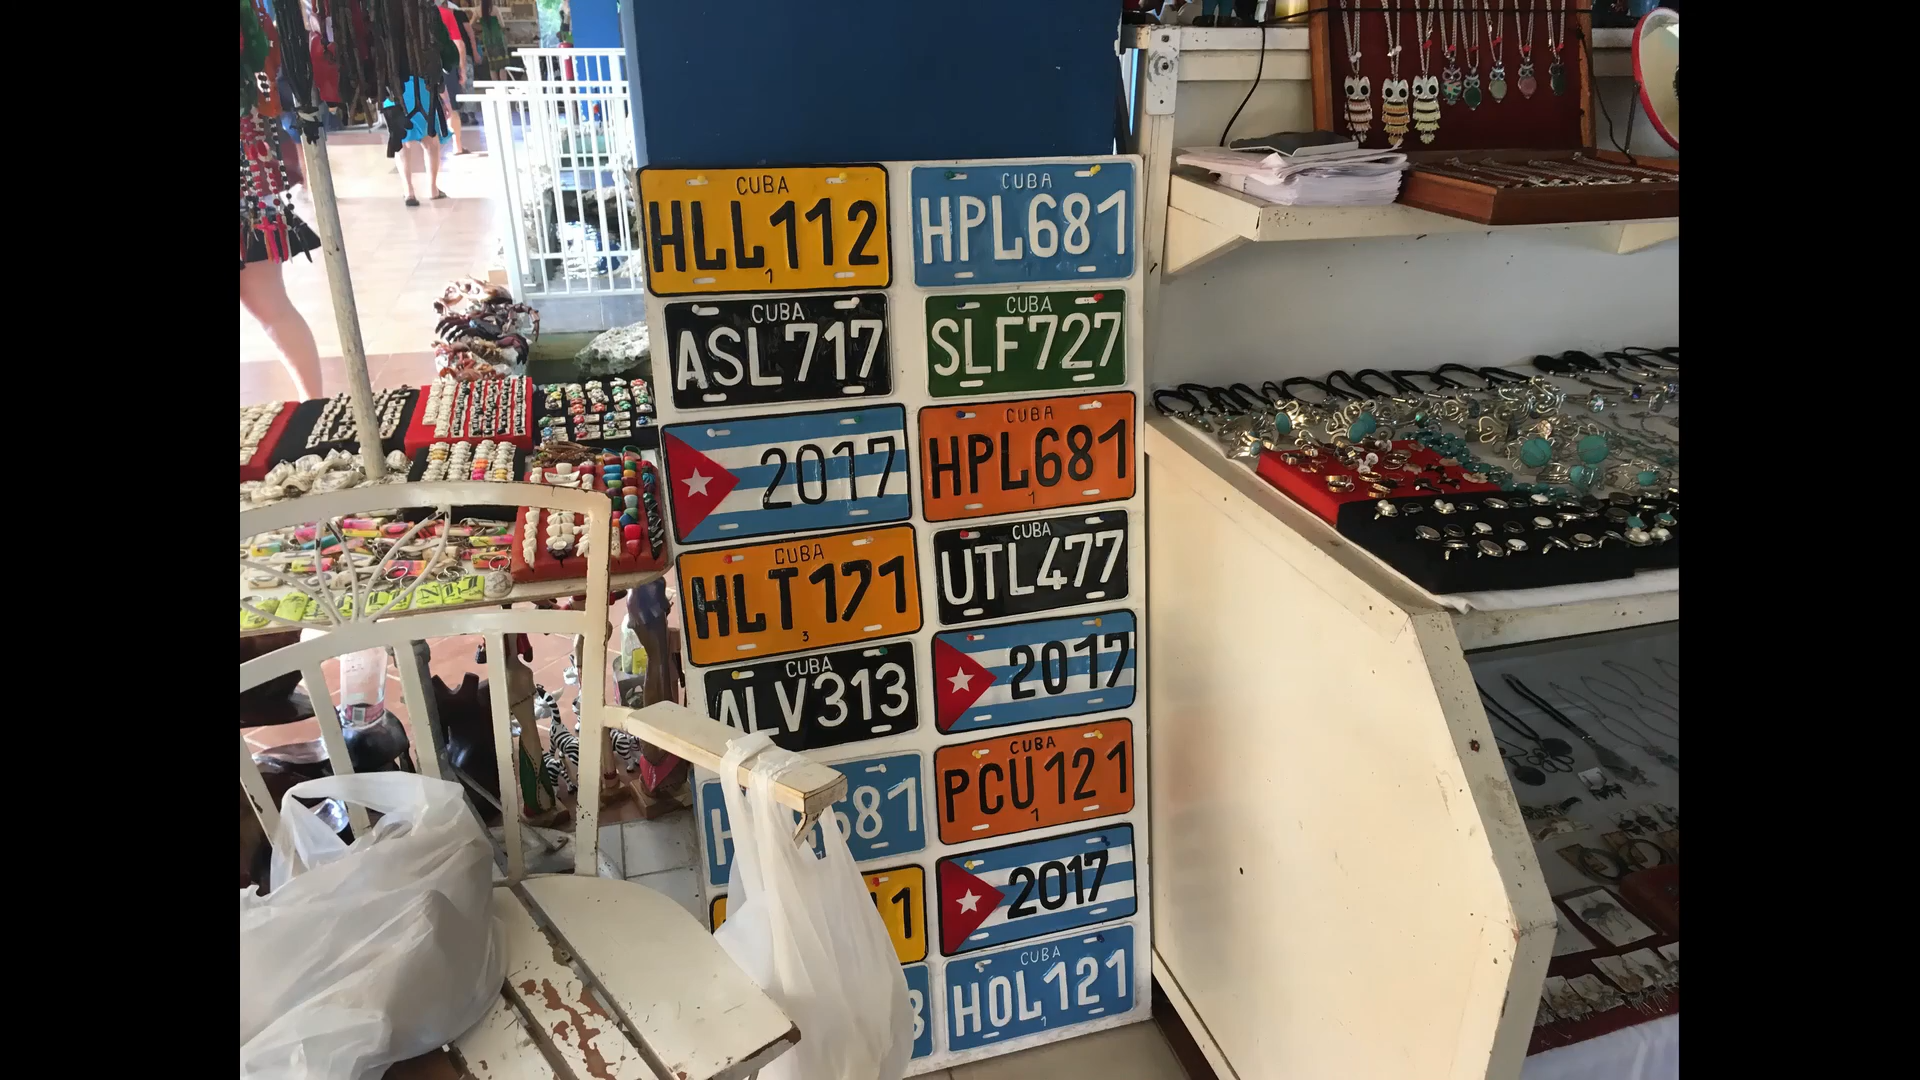 CUBA
HLL112
1
CUBA
HPL681
CUBA
ASL717
CUBA
SLF727
2017
CUBA
HPL681
1
CUBA
HLT171
3
CUBA
UTL477
CUBA
ALV313
2017
CUBA
PCU121
1
2017
CUBA
HOL121
1